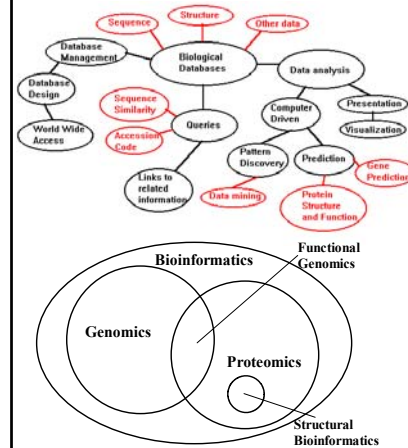 Sequence
Structure
Other data
Database
Management
Biological
Databases
Data analysis
Database
Design
World Wide
Access
Sequence
Similarity
Accession
Code
Queries
Links to
related
information
Computer
Driven
Presentation
Visualization
Pattern
Discovery
Prediction
Gene
Prediction
Data mining
Protein
Structure
and Function
Functional
Genomics
Bioinformatics
Genomics
Proteomics
Structural
Bioinformatics